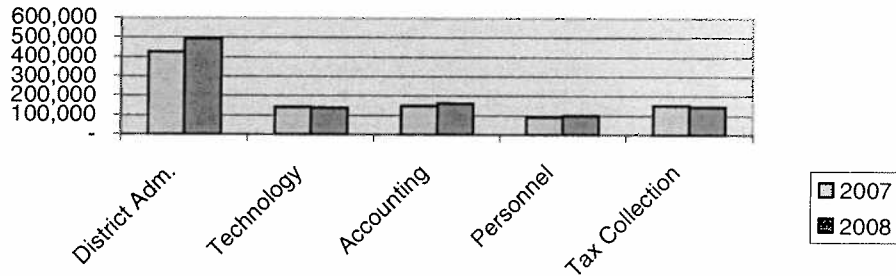 600,000
500,000
400,000
300,000
200,000
100,000
-
District Adm.
Technology
Accounting
Personnel
Tax Collection
2007
2008